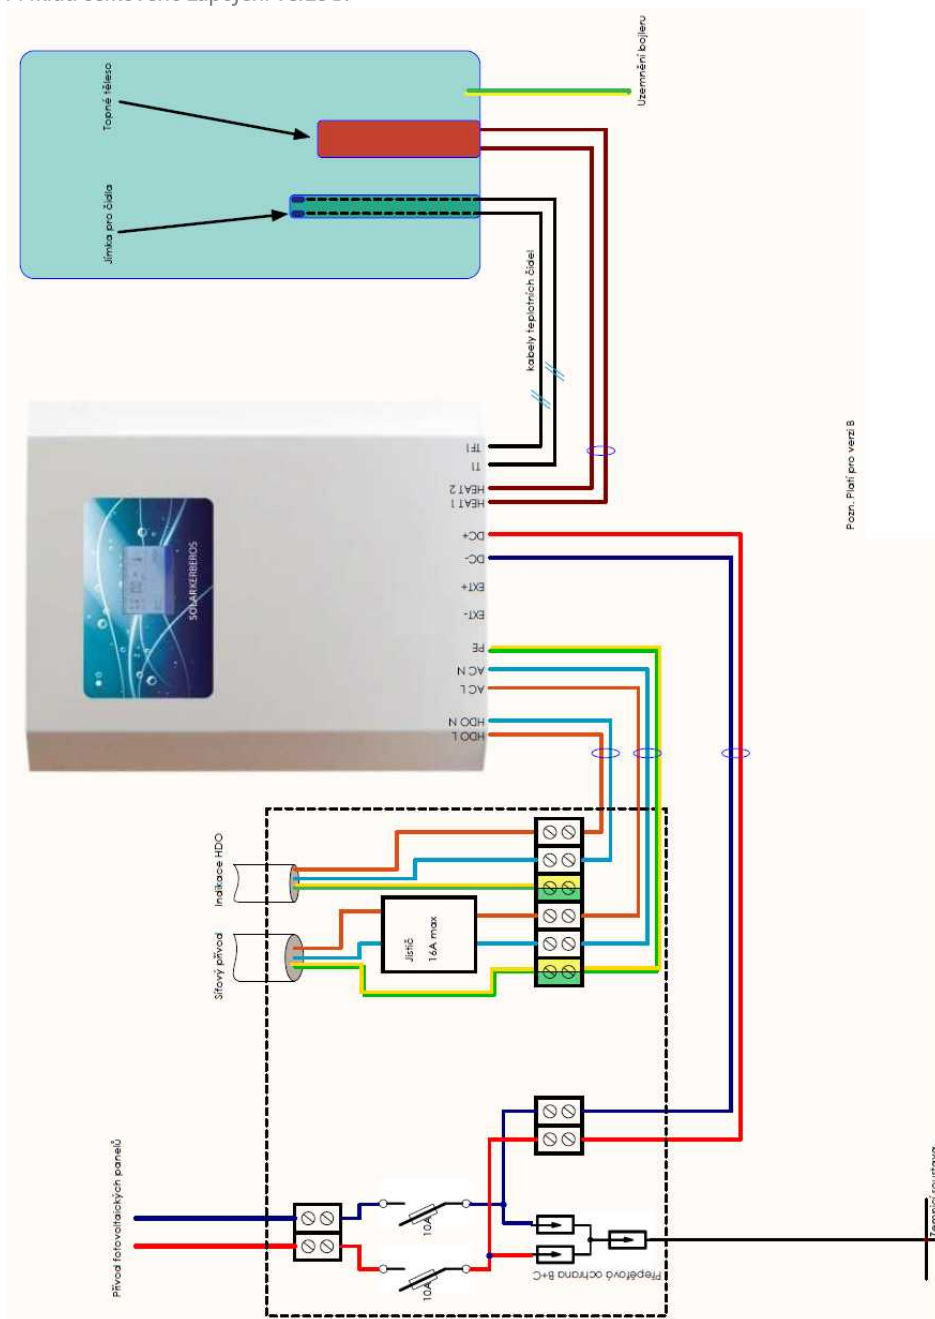 Uzemnění bojleru
Topné těleso
Jímka pro čidla
kabely teplotních čidel
Pozn. Platí pro verzi B
TF1
T1
HEAT 2
HEAT 1
DC+
DC-
EXT+
EXT-
PE
AC N
AC L
HDO N
HDO L
SOLAR KERBEROS
Indikace HDO
Síťový přívod
Jistič
16A max
Přívod fotovoltaických panelů
10A
10A
Přepěťová ochrana B+C